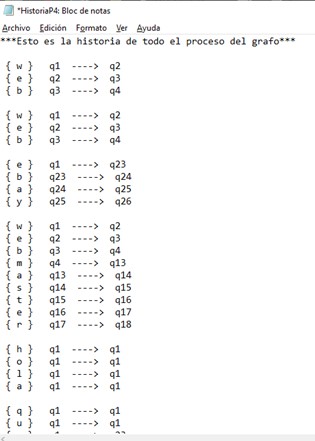 *HistoriaP4: Bloc de notas
Archivo Edición Formato Ver Ayuda
***Esto es la historia de todo el proceso del grafo***
{ w } q1 ----> q2
{ e } q2 ----> q3
{ b } q3 ----> q4
{ w } q1 ----> q2
{ e } q2 ----> q3
{ b } q3 ----> q4
{ e } q1 ----> q23
{ b } q23 ----> q24
{ a } q24 ----> q25
{ y } q25 ----> q26
{ w } q1 ----> q2
{ e } q2 ----> q3
{ b } q3 ----> q4
{ m } q4 ----> q13
{ a } q13 ----> q14
{ s } q14 ----> q15
{ t } q15 ----> q16
{ e } q16 ----> q17
{ r } q17 ----> q18
{ h } q1 ----> q1
{ o } q1 ----> q1
{ l } q1 ----> q1
{ a } q1 ----> q1
{ q } q1 ----> q1
{ u } q1 ----> q1